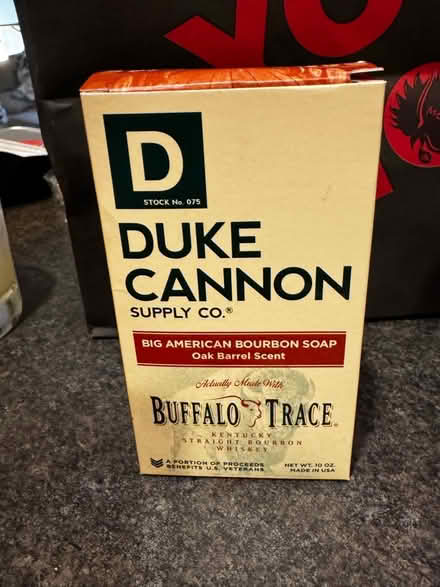 YO
D
STOCK No. 075
DUKE
CANNON
SUPPLY CO.®
BIG AMERICAN BOURBON SOAP
Oak Barrel Scent
Actually Made With
BUFFALO TRACE®
KENTUCKY
STRAIGHT BOURBON
WHISKEY
A PORTION OF PROCEEDS
BENEFITS U.S. VETERANS
NET WT. 10 OZ.
MADE IN USA